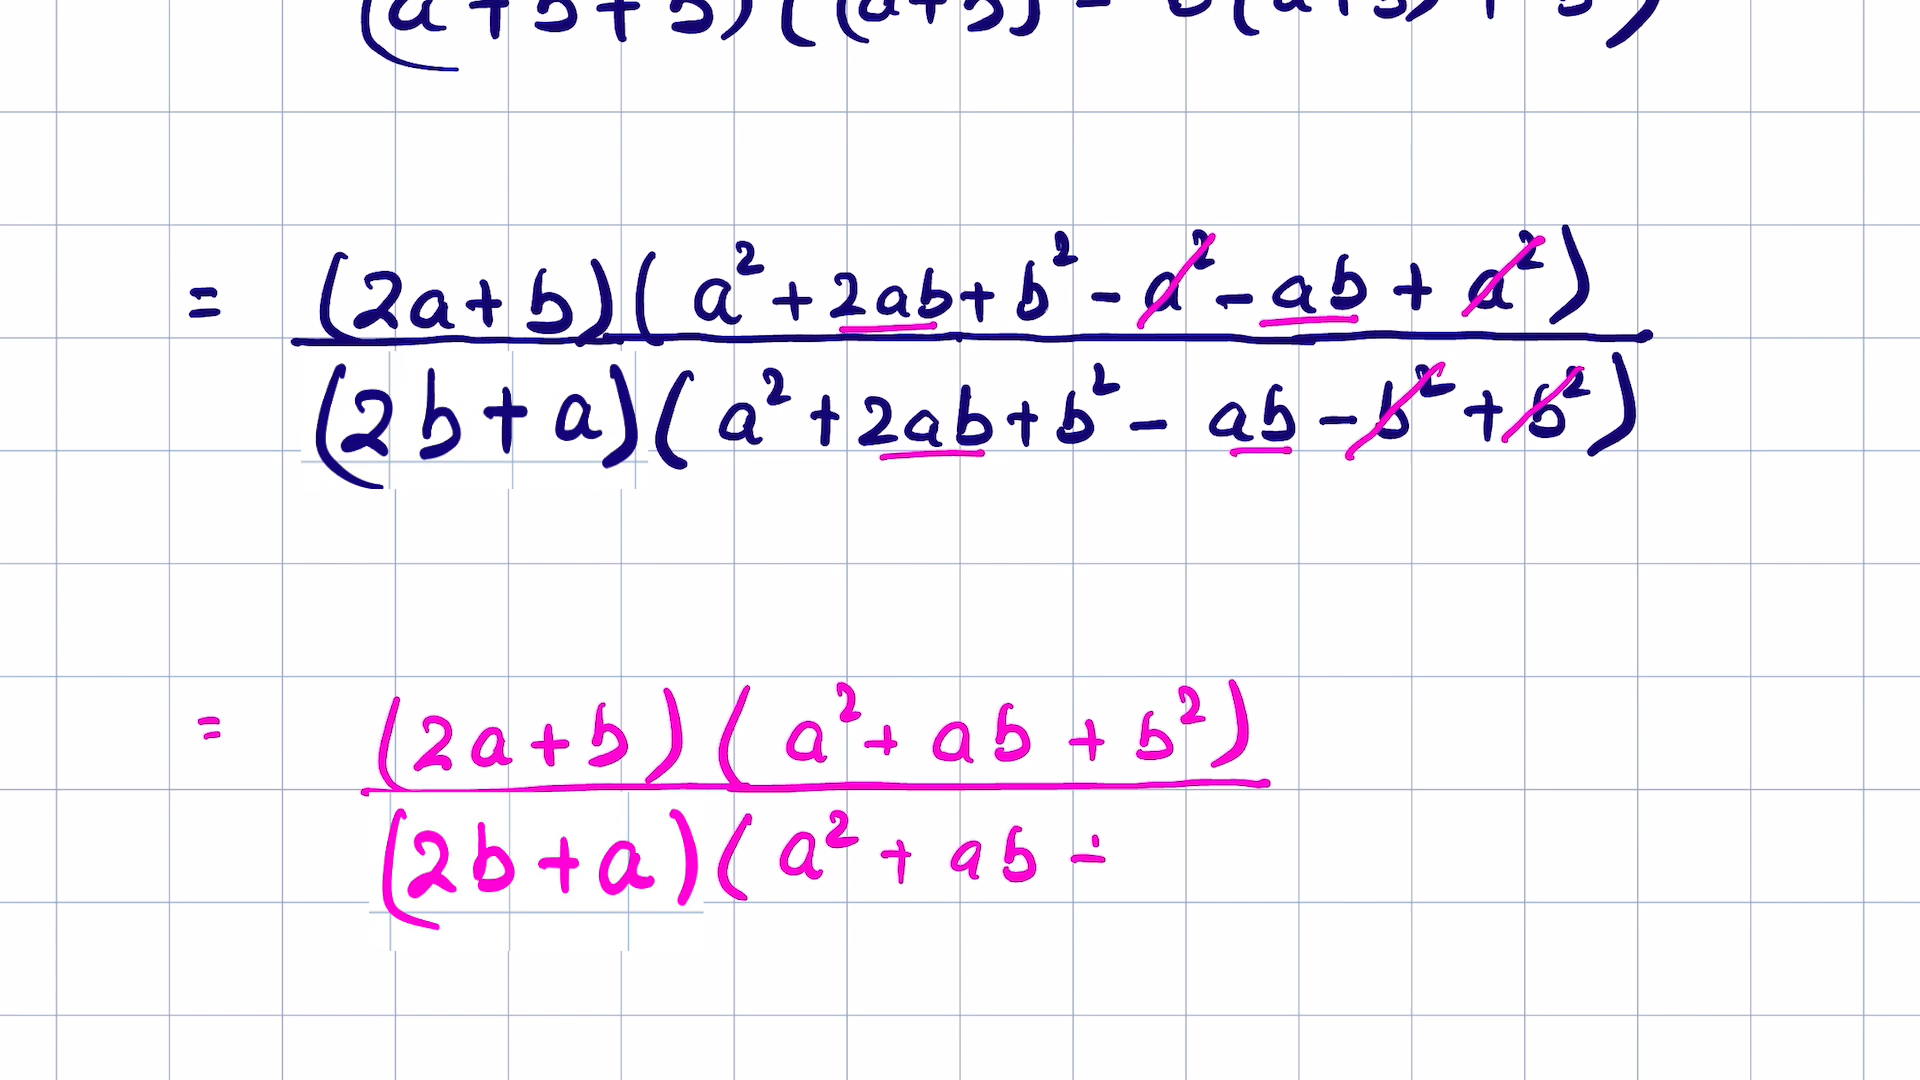 (a+b+b)((a+b) - b(a+b) + b)
= (2a+b)(a² + 2ab + b² - a² - ab + a²)
(2b+a)(a² + 2ab + b² - ab - b² + b²)
= (2a+b)(a² + ab + b²)
(2b+a)(a² + ab +